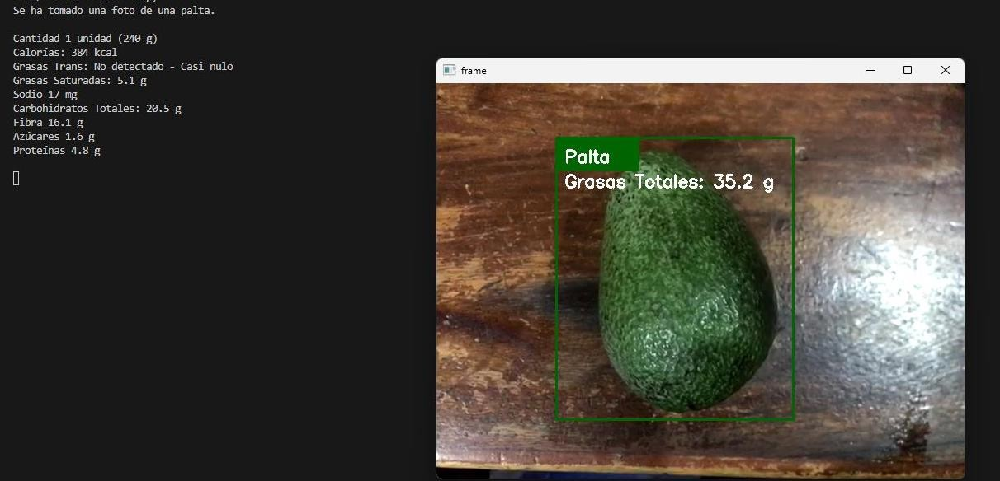 Se ha tomado una foto de una palta.
Cantidad 1 unidad (240 g)
Calorías: 384 kcal
Grasas Trans: No detectado - Casi nulo
Grasas Saturadas: 5.1 g
Sodio 17 mg
Carbohidratos Totales: 20.5 g
Fibra 16.1 g
Azúcares 1.6 g
Proteínas 4.8 g
frame
Palta
Grasas Totales: 35.2 g